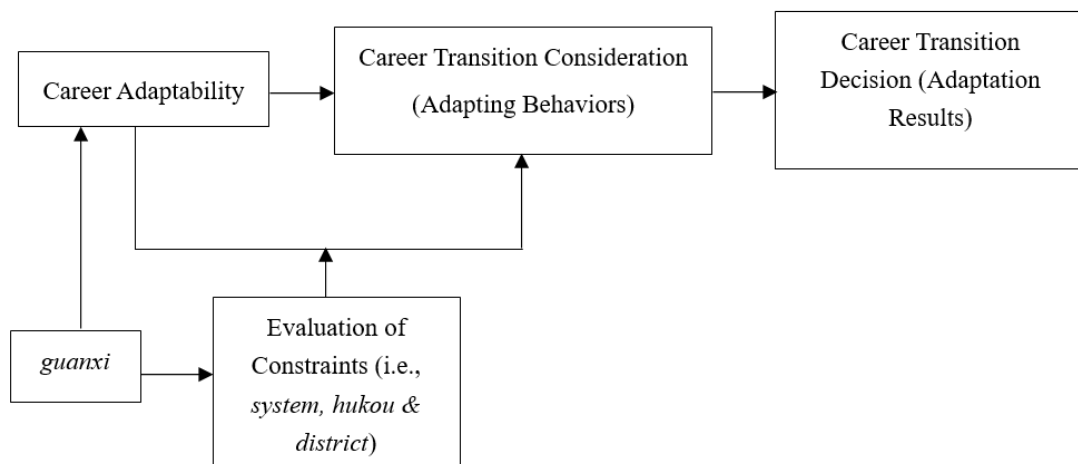 Career Adaptability
Career Transition Consideration
(Adapting Behaviors)
Career Transition
Decision (Adaptation
Results)
guanxi
Evaluation of
Constraints (i.e.,
system, hukou &
district)